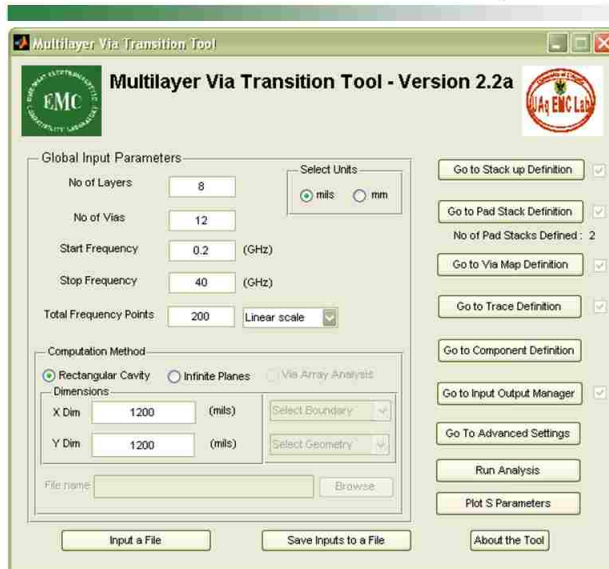 Multilayer Via Transition Tool
EMC
Multilayer Via Transition Tool - Version 2.2a
UAq EMC Lab
Global Input Parameters
No of Layers 8
Select Units
mils mm
No of Vias 12
Start Frequency 0.2 (GHz)
Stop Frequency 40 (GHz)
Total Frequency Points 200 Linear scale
Computation Method
Rectangular Cavity Infinite Planes Via Array Analysis
Dimensions
X Dim 1200 (mils) Select Boundary
Y Dim 1200 (mils) Select Geometry
File name Browse
Input a File Save Inputs to a File
Go to Stack up Definition
Go to Pad Stack Definition
No of Pad Stacks Defined : 2
Go to Via Map Definition
Go to Trace Definition
Go to Component Definition
Go to Input Output Manager
Go To Advanced Settings
Run Analysis
Plot S Parameters
About the Tool